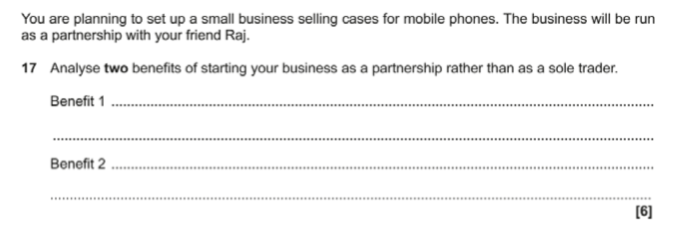 You are planning to set up a small business selling cases for mobile phones. The business will be run
as a partnership with your friend Raj.
17 Analyse two benefits of starting your business as a partnership rather than as a sole trader.
Benefit 1
Benefit 2
[6]